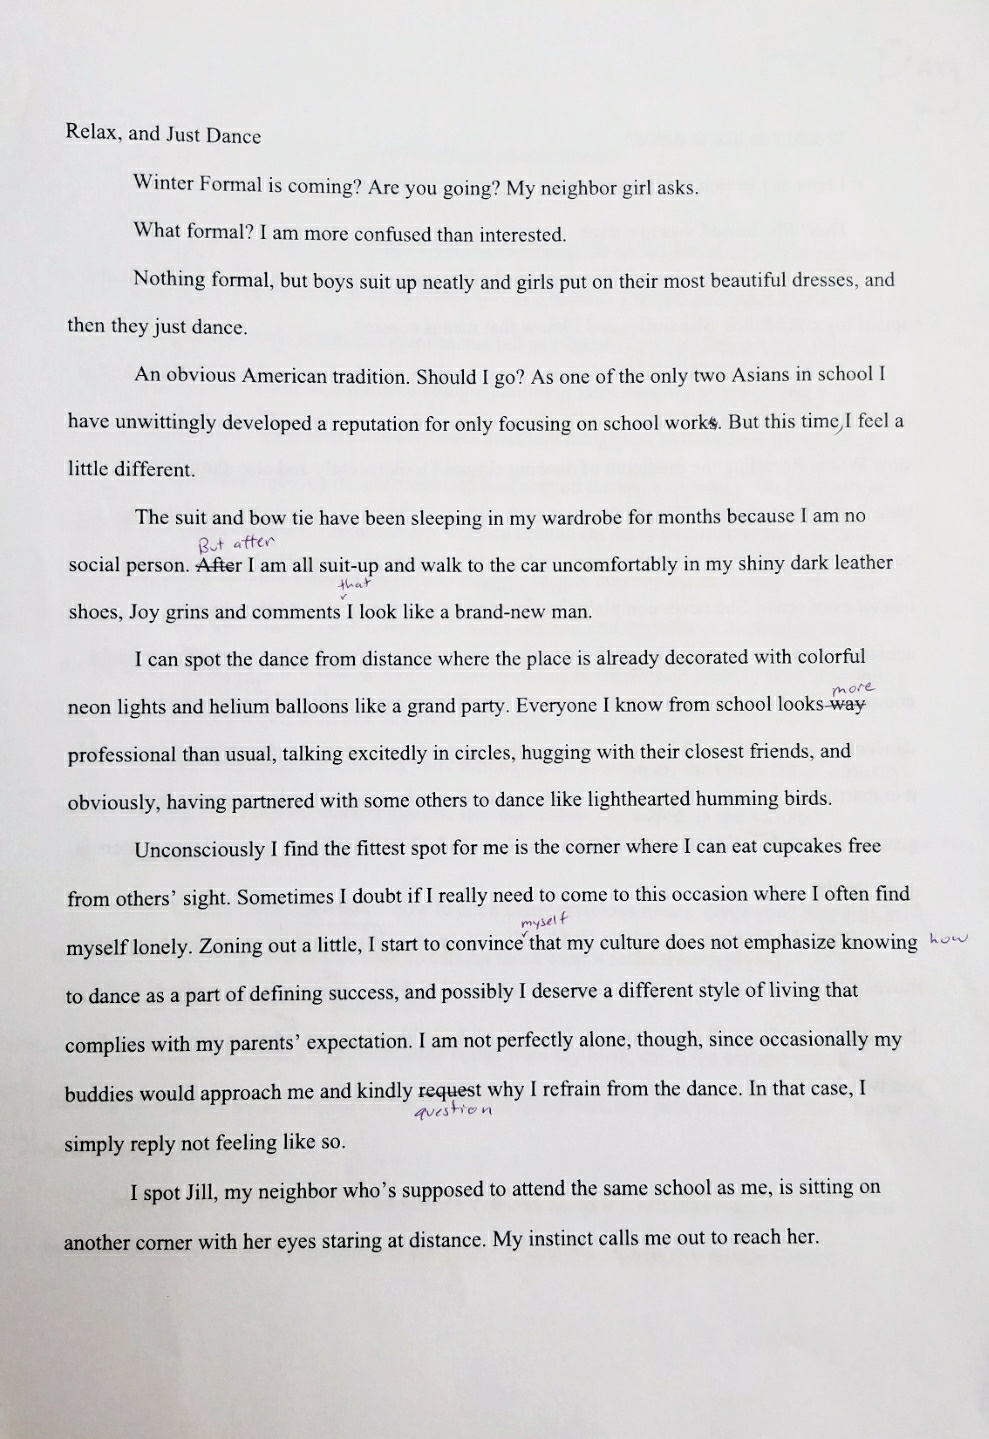 Relax, and Just Dance
Winter Formal is coming? Are you going? My neighbor girl asks.
What formal? I am more confused than interested.
Nothing formal, but boys suit up neatly and girls put on their most beautiful dresses, and
then they just dance.
An obvious American tradition. Should I go? As one of the only two Asians in school I
have unwittingly developed a reputation for only focusing on school works. But this time, I feel a
little different.
The suit and bow tie have been sleeping in my wardrobe for months because I am no
But after
social person. After I am all suit-up and walk to the car uncomfortably in my shiny dark leather
that
shoes, Joy grins and comments I look like a brand-new man.
I can spot the dance from distance where the place is already decorated with colorful
more
neon lights and helium balloons like a grand party. Everyone I know from school looks way
professional than usual, talking excitedly in circles, hugging with their closest friends, and
obviously, having partnered with some others to dance like lighthearted humming birds.
Unconsciously I find the fittest spot for me is the corner where I can eat cupcakes free
from others’ sight. Sometimes I doubt if I really need to come to this occasion where I often find
myself
myself lonely. Zoning out a little, I start to convince that my culture does not emphasize knowing how
to dance as a part of defining success, and possibly I deserve a different style of living that
complies with my parents’ expectation. I am not perfectly alone, though, since occasionally my
buddies would approach me and kindly request why I refrain from the dance. In that case, I
question
simply reply not feeling like so.
I spot Jill, my neighbor who’s supposed to attend the same school as me, is sitting on
another corner with her eyes staring at distance. My instinct calls me out to reach her.